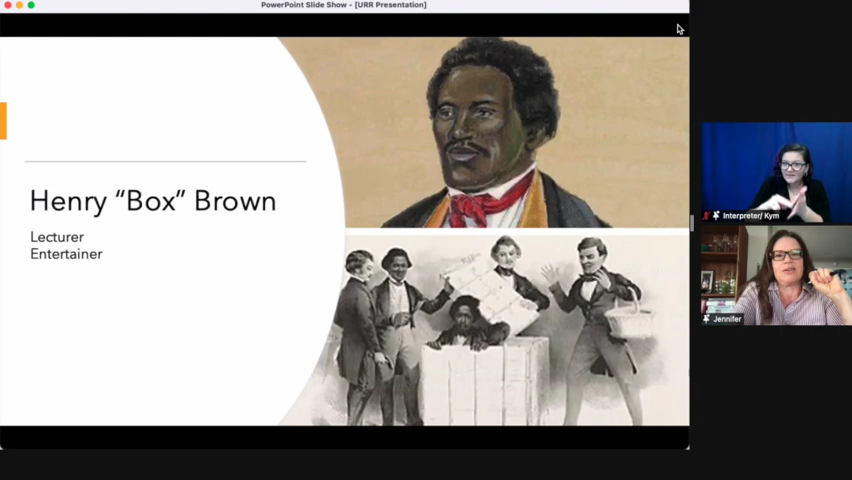 PowerPoint Slide Show - [URR Presentation]
Henry “Box” Brown
Lecturer
Entertainer
Interpreter/ Kym
Jennifer